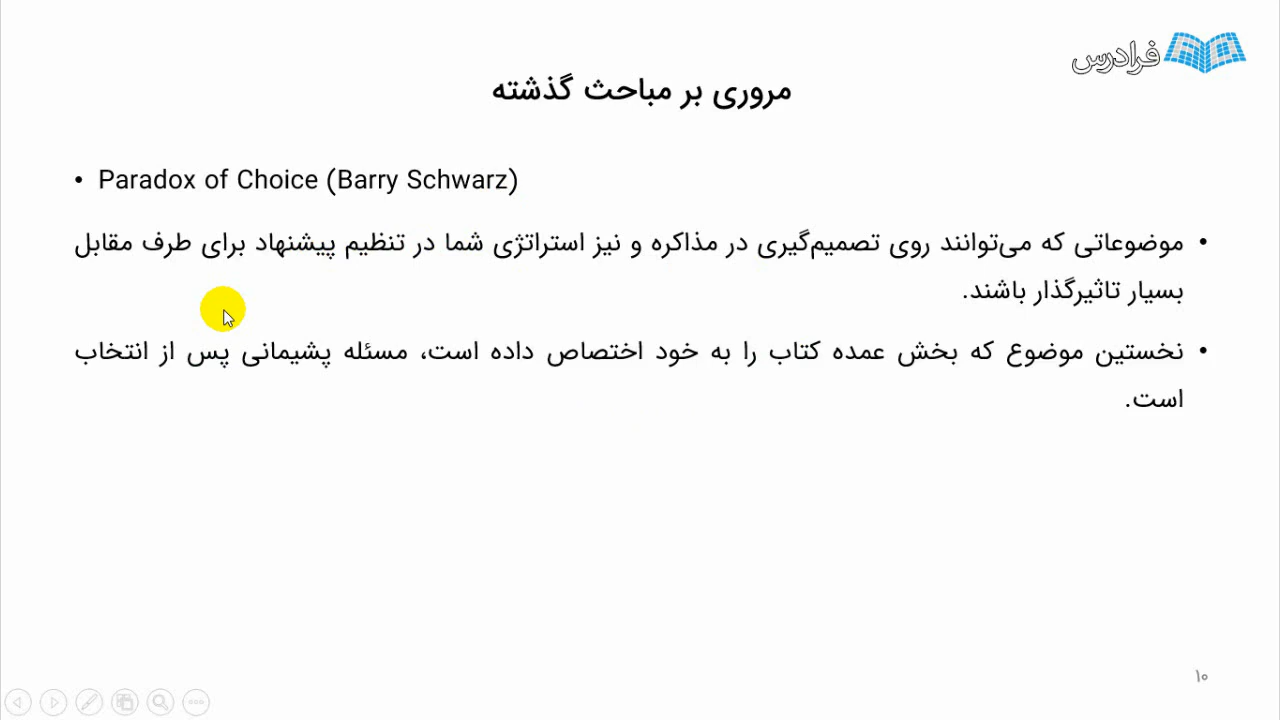 فرادرس
مروری بر مباحث گذشته
• Paradox of Choice (Barry Schwarz)
• موضوعاتی که می‌توانند روی تصمیم‌گیری در مذاکره و نیز استراتژی شما در تنظیم پیشنهاد برای طرف مقابل
بسیار تاثیرگذار باشند.
• نخستین موضوع که بخش عمده کتاب را به خود اختصاص داده است، مسئله پشیمانی پس از انتخاب
است.
۱۰